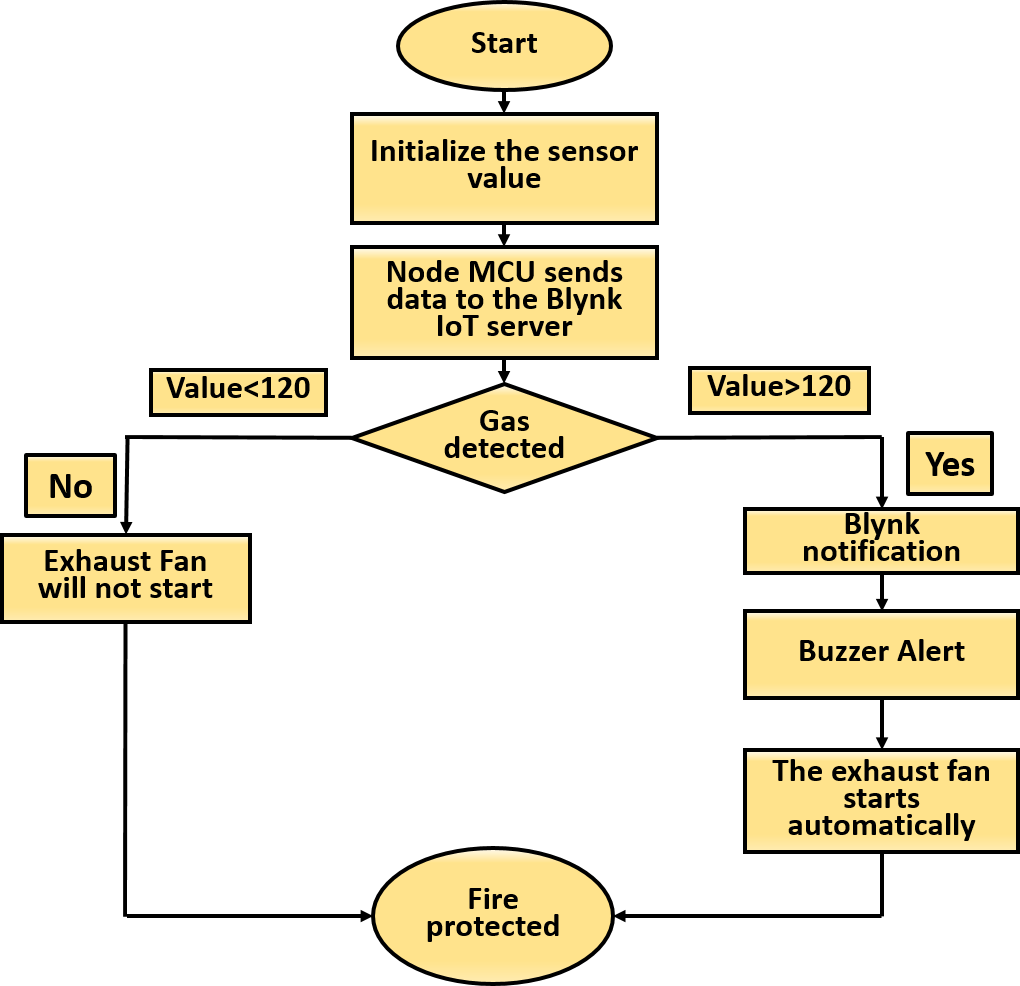 Start
Initialize the sensor
value
Node MCU sends
data to the Blynk
IoT server
Value<120
Value>120
Gas
detected
No
Yes
Exhaust Fan
will not start
Blynk
notification
Buzzer Alert
The exhaust fan
starts
automatically
Fire
protected